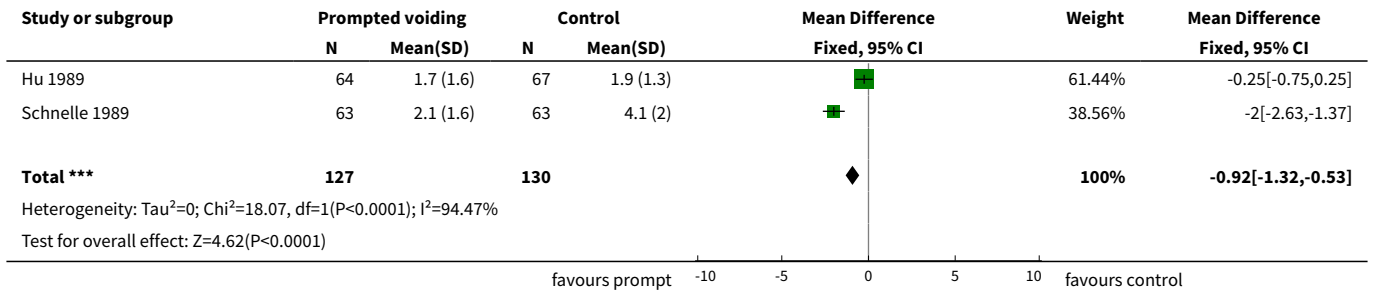 Study or subgroup Prompted voiding Control Mean Difference Weight Mean Difference
N Mean(SD) N Mean(SD) Fixed, 95% CI Fixed, 95% CI
Hu 1989 64 1.7 (1.6) 67 1.9 (1.3) 61.44% -0.25[-0.75,0.25]
Schnelle 1989 63 2.1 (1.6) 63 4.1 (2) 38.56% -2[-2.63,-1.37]
Total *** 127 130 100% -0.92[-1.32,-0.53]
Heterogeneity: Tau²=0; Chi²=18.07, df=1(P<0.0001); I²=94.47%
Test for overall effect: Z=4.62(P<0.0001)
favours prompt -10 -5 0 5 10 favours control